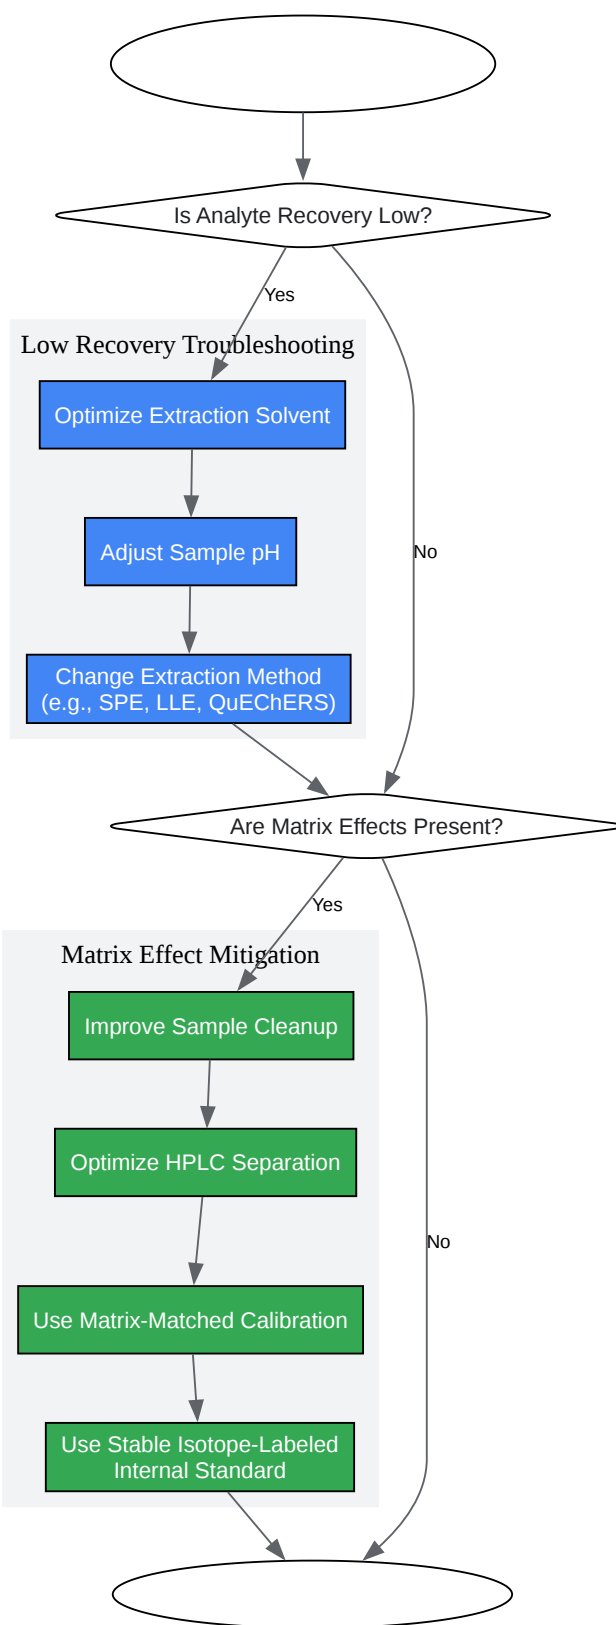 Is Analyte Recovery Low?
Yes
Low Recovery Troubleshooting
Optimize Extraction Solvent
Adjust Sample pH
No
Change Extraction Method
(e.g., SPE, LLE, QuEChERS)
Are Matrix Effects Present?
Yes
Matrix Effect Mitigation
Improve Sample Cleanup
Optimize HPLC Separation
No
Use Matrix-Matched Calibration
Use Stable Isotope-Labeled
Internal Standard